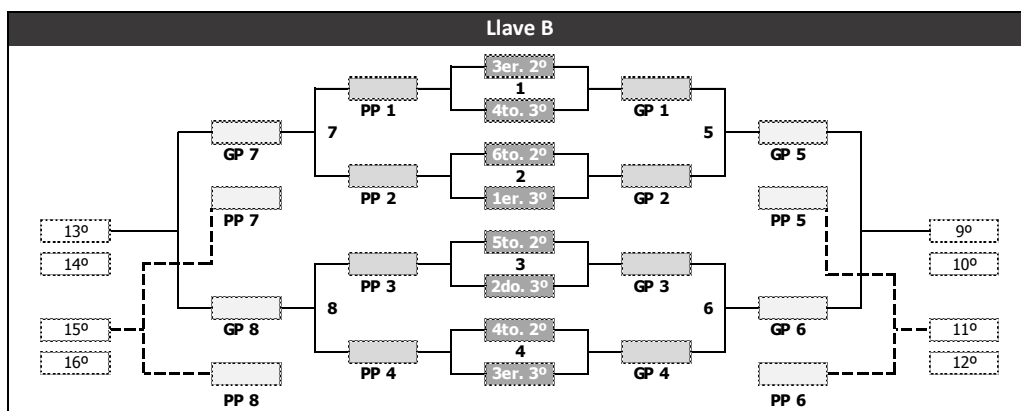 Llave B
3er. 2º
1
4to. 3º
PP 1
GP 1
7
5
GP 7
GP 5
6to. 2º
2
1er. 3º
PP 2
GP 2
PP 7
PP 5
13º
9º
14º
10º
5to. 2º
3
2do. 3º
PP 3
GP 3
8
6
GP 8
GP 6
15º
11º
16º
12º
4to. 2º
4
3er. 3º
PP 4
GP 4
PP 8
PP 6